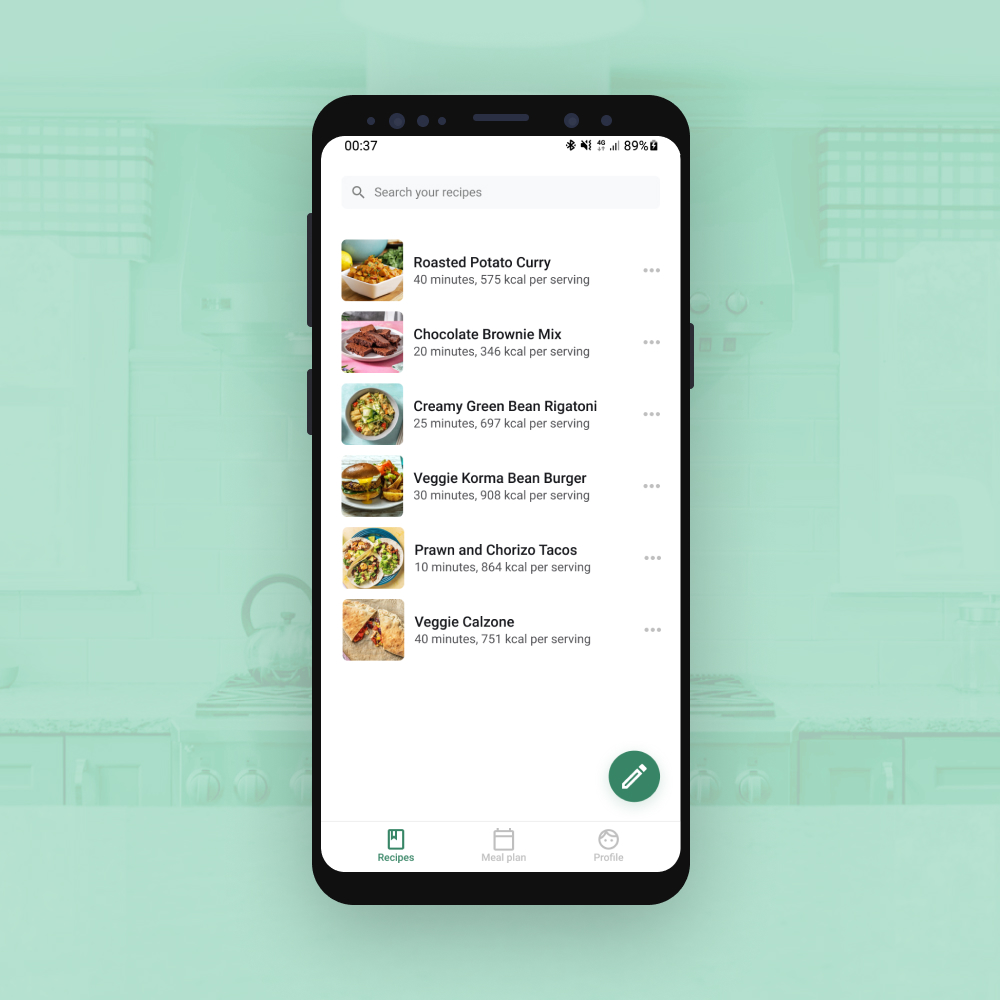 00:37
4G
89%
Search your recipes
Roasted Potato Curry
40 minutes, 575 kcal per serving
Chocolate Brownie Mix
20 minutes, 346 kcal per serving
Creamy Green Bean Rigatoni
25 minutes, 697 kcal per serving
Veggie Korma Bean Burger
30 minutes, 908 kcal per serving
Prawn and Chorizo Tacos
10 minutes, 864 kcal per serving
Veggie Calzone
40 minutes, 751 kcal per serving
Recipes
Meal plan
Profile